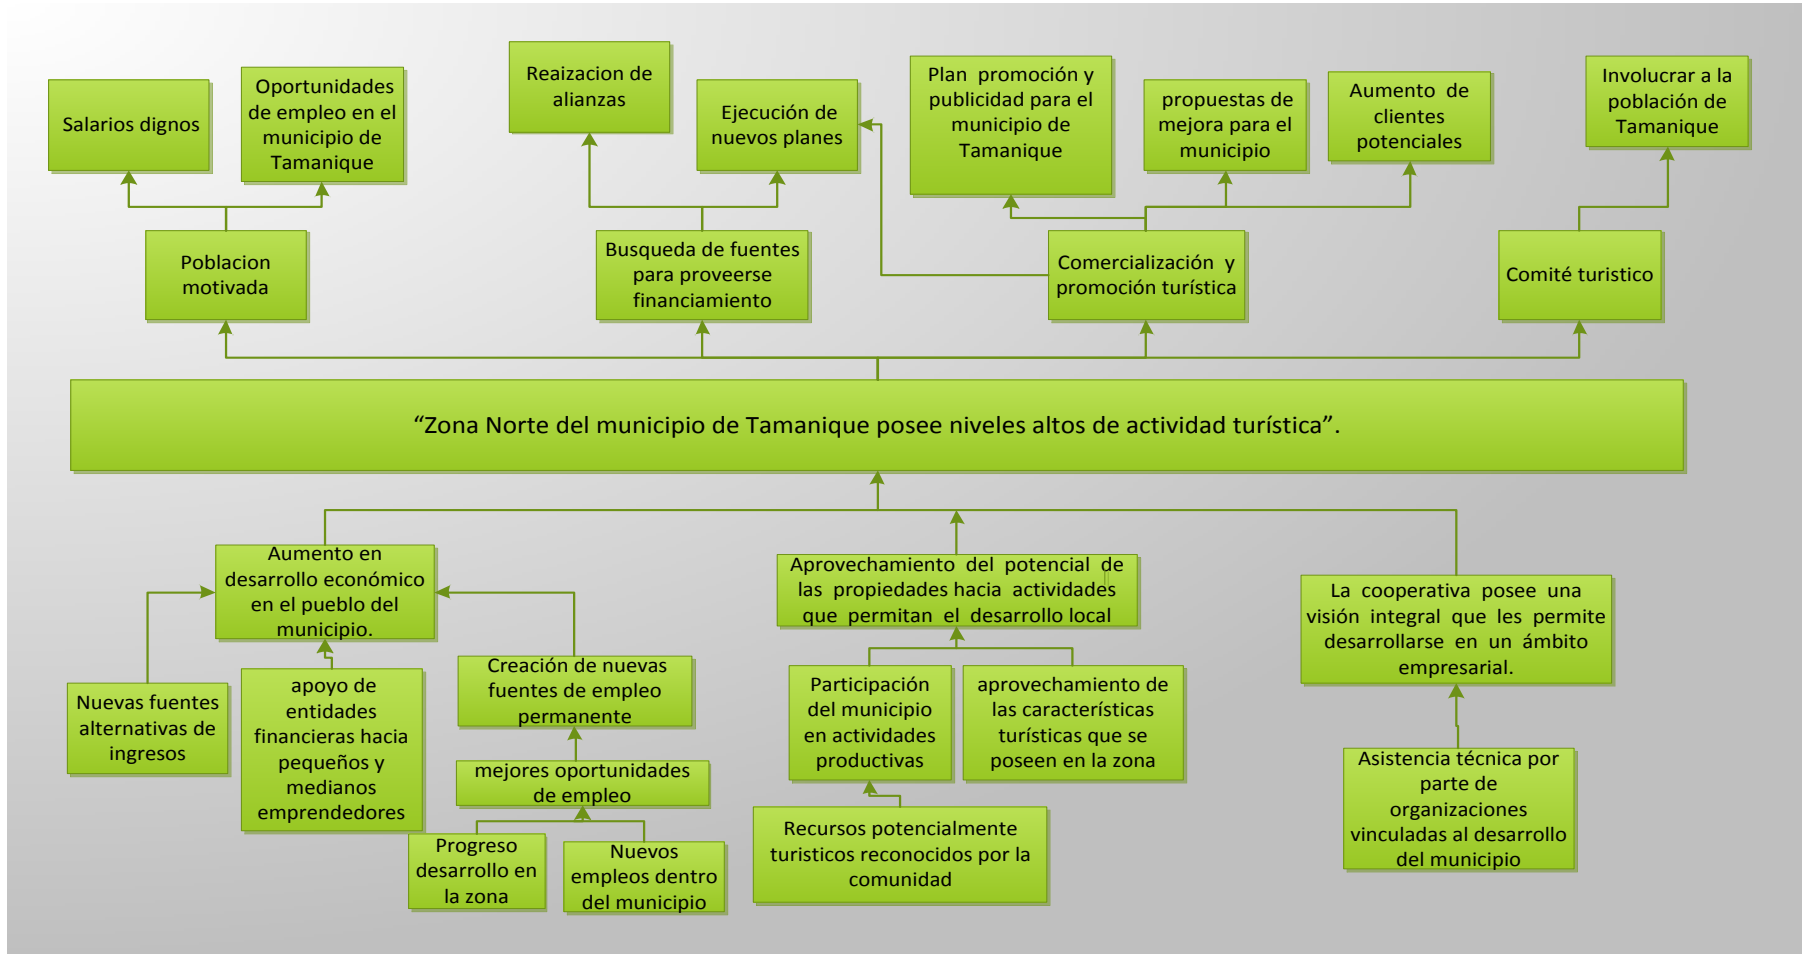 Salarios dignos
Oportunidades
de empleo en el
municipio de
Tamanique
Reaizacion de
alianzas
Ejecución de
nuevos planes
Plan promoción y
publicidad para el
municipio de
Tamanique
propuestas de
mejora para el
municipio
Aumento de
clientes
potenciales
Involucrar a la
población de
Tamanique
Poblacion
motivada
Busqueda de fuentes
para proveerse
financiamiento
Comercialización y
promoción turística
Comité turistico
“Zona Norte del municipio de Tamanique posee niveles altos de actividad turística”.
Aumento en
desarrollo económico
en el pueblo del
municipio.
Aprovechamiento del potencial de
las propiedades hacia actividades
que permitan el desarrollo local
La cooperativa posee una
visión integral que les permite
desarrollarse en un ámbito
empresarial.
Nuevas fuentes
alternativas de
ingresos
apoyo de
entidades
financieras hacia
pequeños y
medianos
emprendedores
Creación de nuevas
fuentes de empleo
permanente
mejores oportunidades
de empleo
Progreso
desarrollo en
la zona
Nuevos
empleos dentro
del municipio
Participación
del municipio
en actividades
productivas
aprovechamiento de
las características
turísticas que se
poseen en la zona
Recursos potencialmente
turisticos reconocidos por la
comunidad
Asistencia técnica por
parte de
organizaciones
vinculadas al desarrollo
del municipio